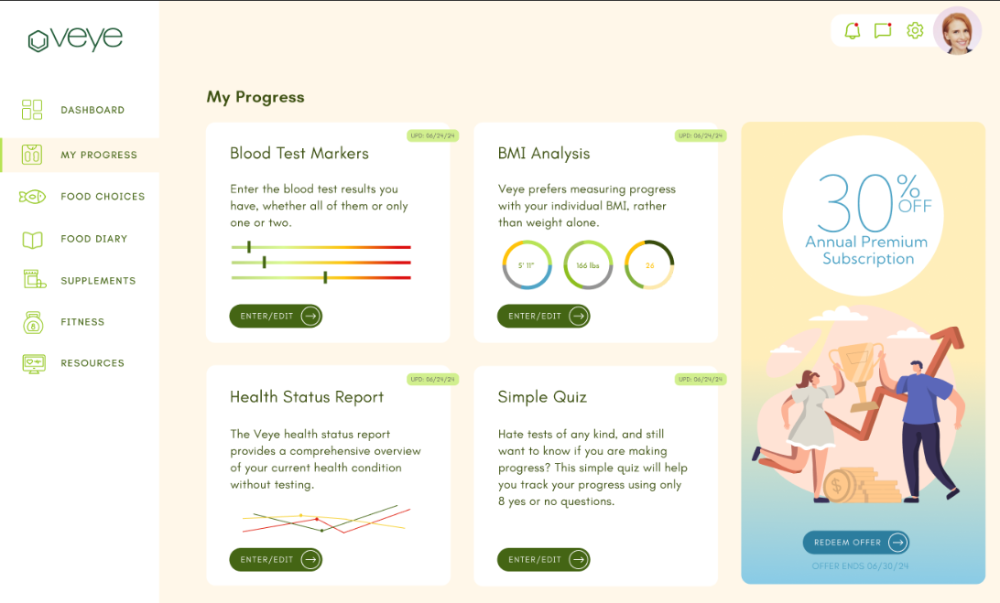 veye
DASHBOARD
MY PROGRESS
FOOD CHOICES
FOOD DIARY
SUPPLEMENTS
FITNESS
RESOURCES
My Progress
UPD: 06/24/24
Blood Test Markers
Enter the blood test results you
have, whether all of them or only
one or two.
ENTER/EDIT
UPD: 06/24/24
BMI Analysis
Veye prefers measuring progress
with your individual BMI, rather
than weight alone.
5' 11"
166 lbs
26
ENTER/EDIT
UPD: 06/24/24
Health Status Report
The Veye health status report
provides a comprehensive overview
of your current health condition
without testing.
ENTER/EDIT
UPD: 06/24/24
Simple Quiz
Hate tests of any kind, and still
want to know if you are making
progress? This simple quiz will help
you track your progress using only
8 yes or no questions.
ENTER/EDIT
30% OFF
Annual Premium
Subscription
$
REDEEM OFFER
OFFER ENDS 06/30/24